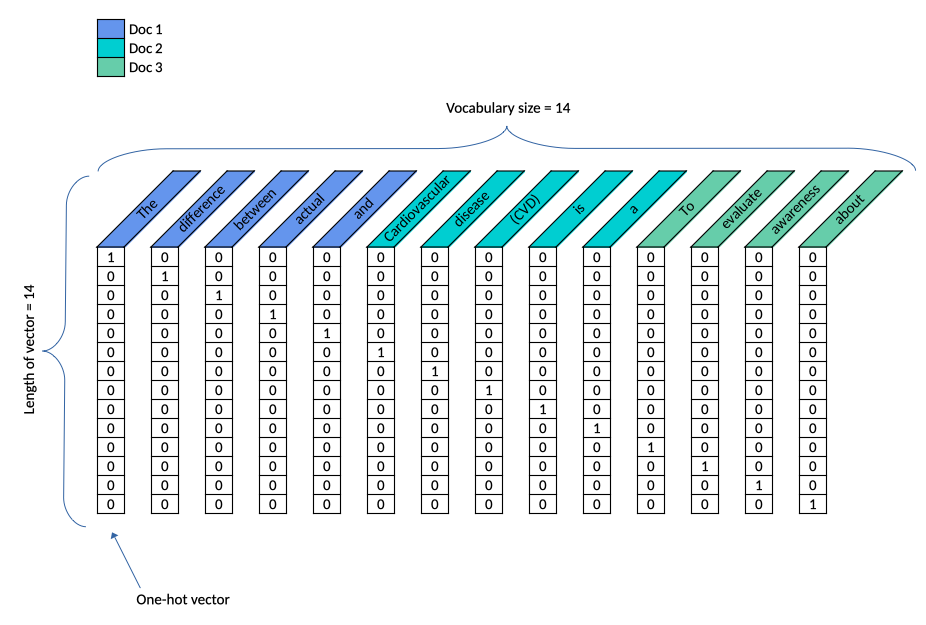 Doc 1
Doc 2
Doc 3
Vocabulary size = 14
Length of vector = 14
The difference between actual and Cardiovascular disease (CVD) is a To evaluate awareness about
1 0 0 0 0 0 0 0 0 0 0 0 0 0
0 1 0 0 0 0 0 0 0 0 0 0 0 0
0 0 1 0 0 0 0 0 0 0 0 0 0 0
0 0 0 1 0 0 0 0 0 0 0 0 0 0
0 0 0 0 1 0 0 0 0 0 0 0 0 0
0 0 0 0 0 1 0 0 0 0 0 0 0 0
0 0 0 0 0 0 1 0 0 0 0 0 0 0
0 0 0 0 0 0 0 1 0 0 0 0 0 0
0 0 0 0 0 0 0 0 1 0 0 0 0 0
0 0 0 0 0 0 0 0 0 1 0 0 0 0
0 0 0 0 0 0 0 0 0 0 1 0 0 0
0 0 0 0 0 0 0 0 0 0 0 1 0 0
0 0 0 0 0 0 0 0 0 0 0 0 1 0
0 0 0 0 0 0 0 0 0 0 0 0 0 1
One-hot vector